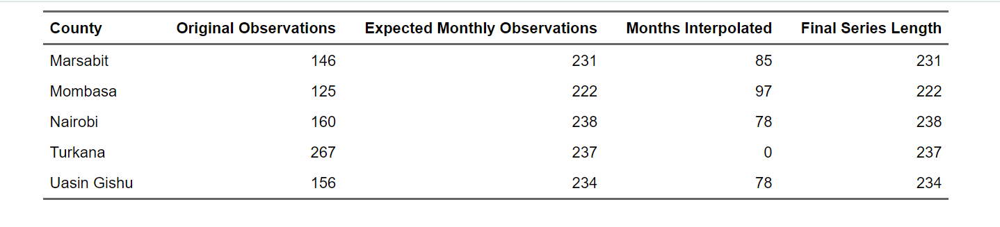 County Original Observations Expected Monthly Observations Months Interpolated Final Series Length
Marsabit 146 231 85 231
Mombasa 125 222 97 222
Nairobi 160 238 78 238
Turkana 267 237 0 237
Uasin Gishu 156 234 78 234